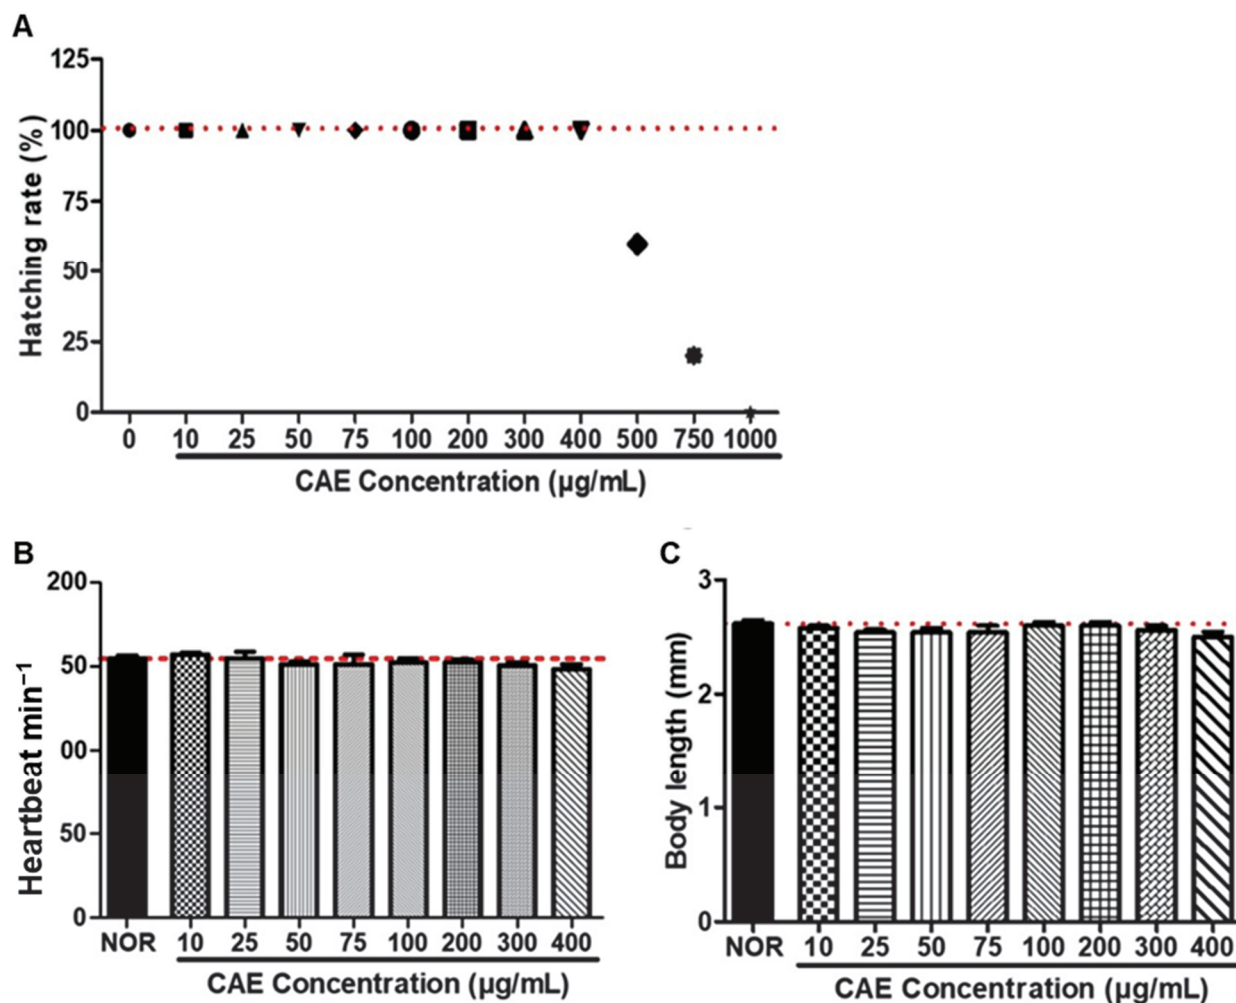 A
125
100
75
50
25
0
Hatching rate (%)
0 10 25 50 75 100 200 300 400 500 750 1000
CAE Concentration (µg/mL)
B
200
50
00
50
0
Heartbeat min⁻¹
NOR 10 25 50 75 100 200 300 400
CAE Concentration (µg/mL)
C
3
2
1
0
Body length (mm)
NOR 10 25 50 75 100 200 300 400
CAE Concentration (µg/mL)